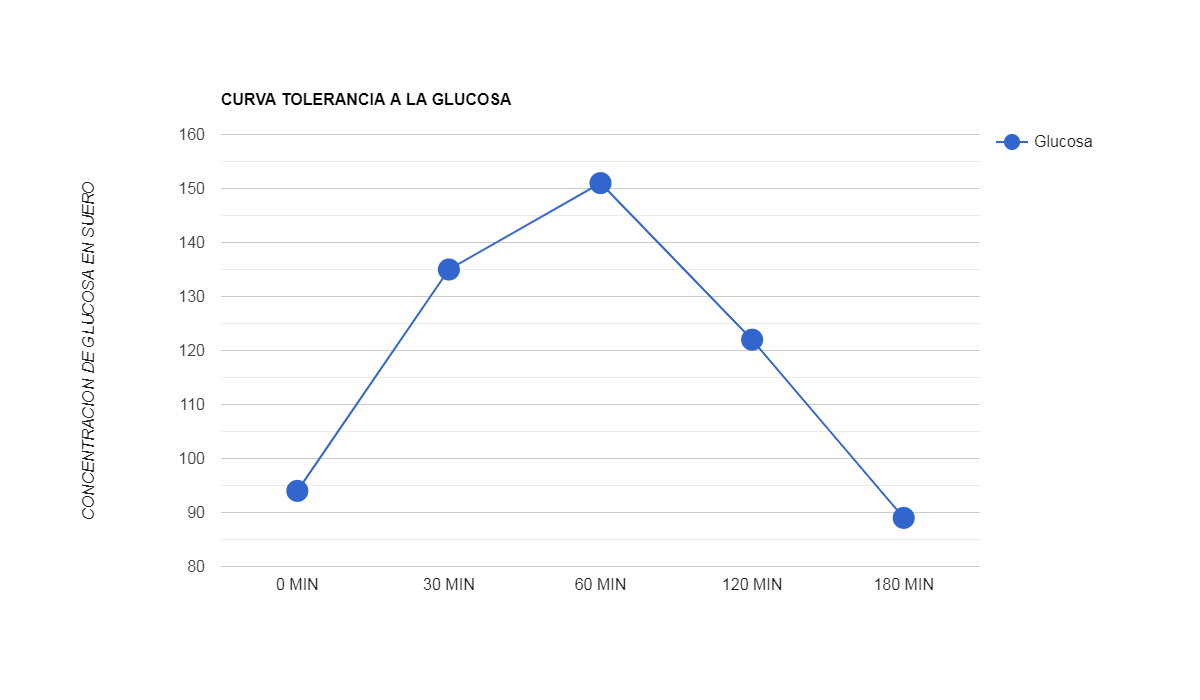 CURVA TOLERANCIA A LA GLUCOSA
160
150
140
130
120
110
100
90
80
CONCENTRACION DE GLUCOSA EN SUERO
0 MIN
30 MIN
60 MIN
120 MIN
180 MIN
Glucosa